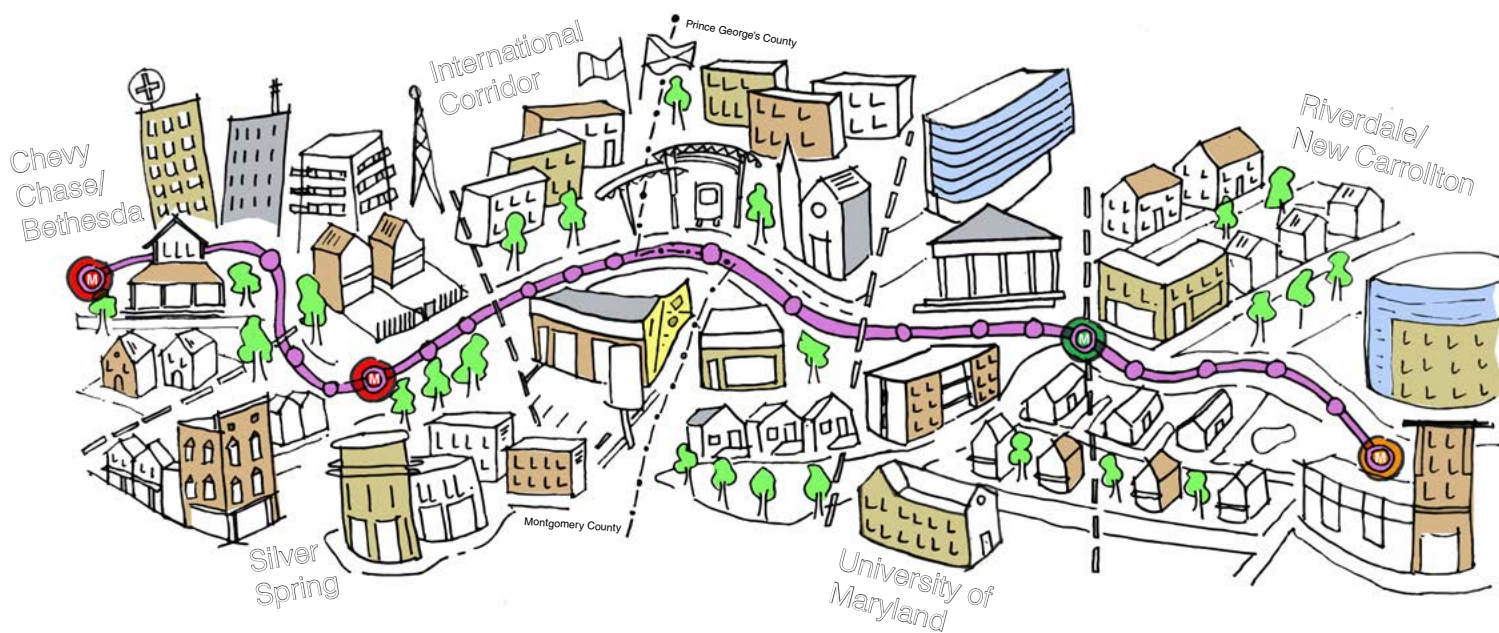 Prince George's County
International
Corridor
Chevy
Chase/
Bethesda
Riverdale/
New Carrollton
M
M
M
M
Montgomery County
Silver
Spring
University of
Maryland